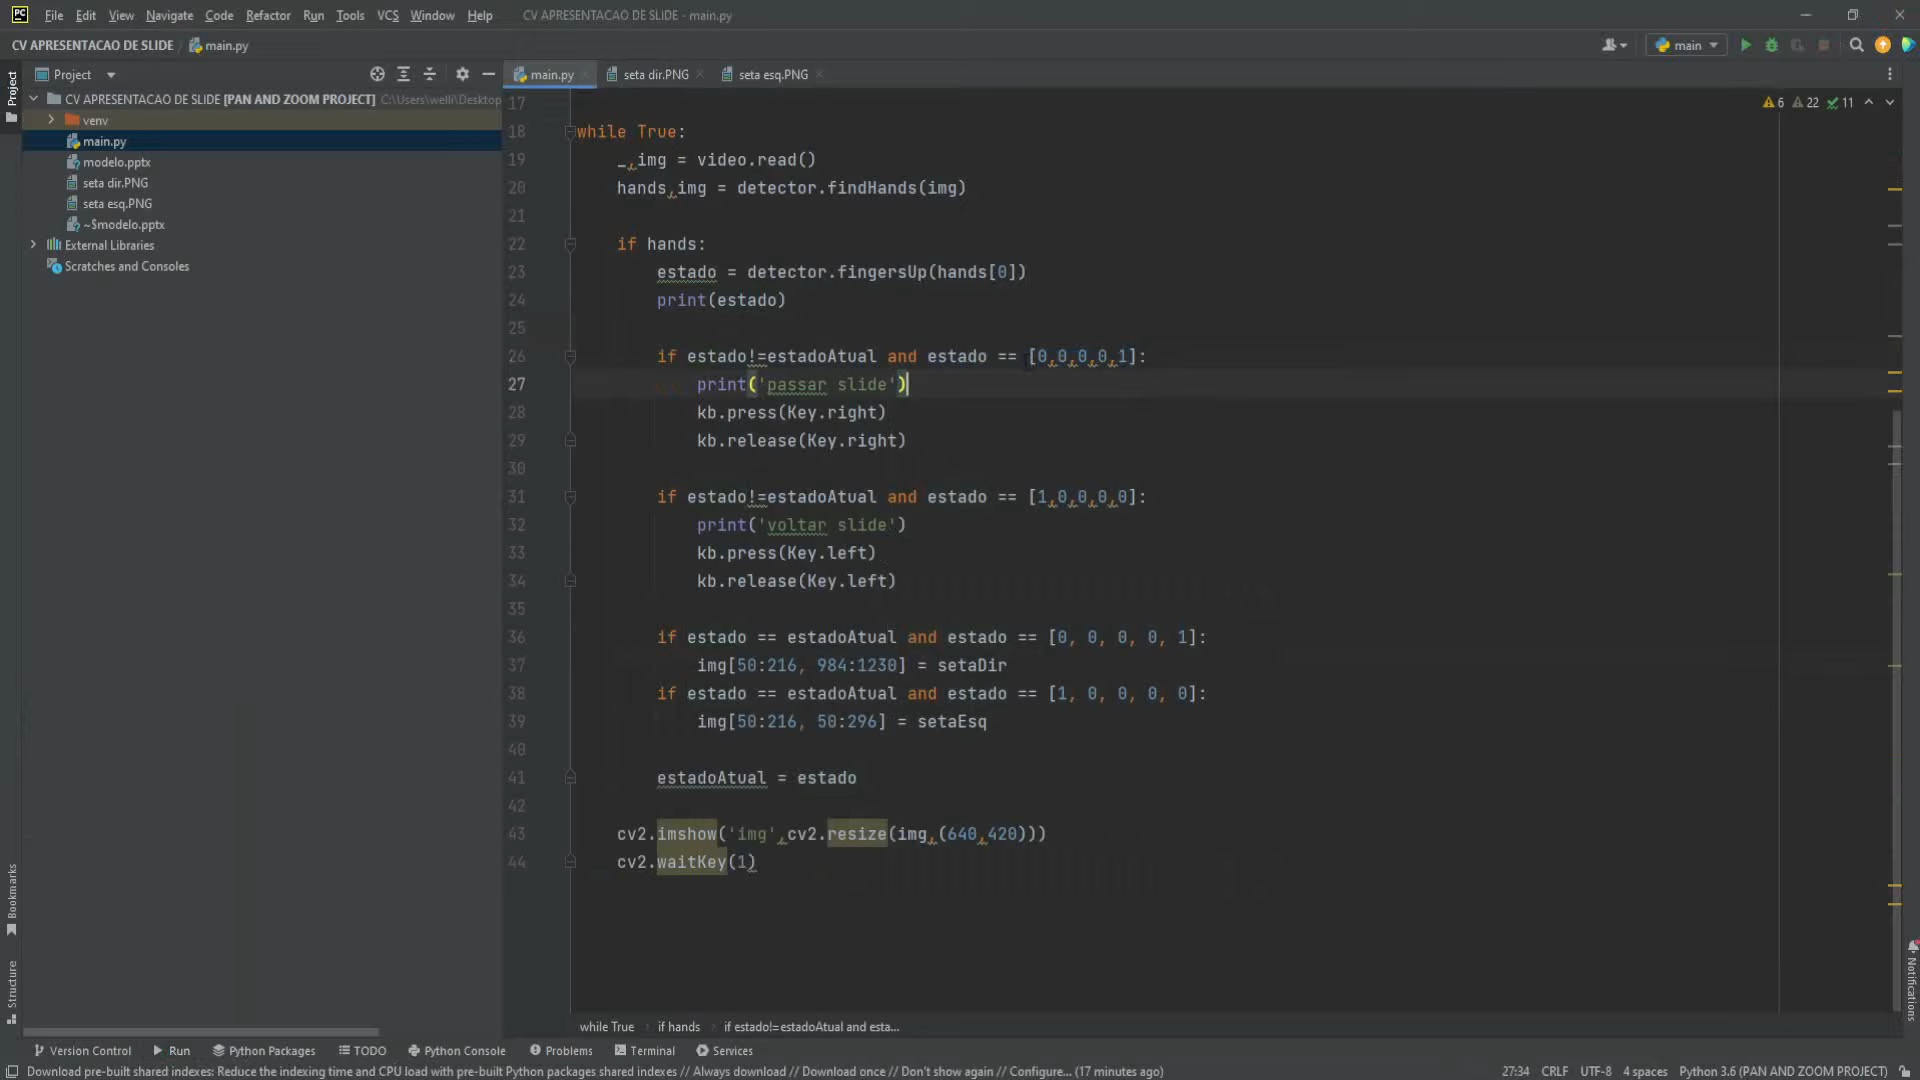 PC File Edit View Navigate Code Refactor Run Tools VCS Window Help CV APRESENTACAO DE SLIDE - main.py
CV APRESENTACAO DE SLIDE main.py main
Project main.py seta dir.PNG seta esq.PNG
Project
CV APRESENTACAO DE SLIDE [PAN AND ZOOM PROJECT] C:\Users\welli\Desktop
venv
main.py
modelo.pptx
seta dir.PNG
seta esq.PNG
~$modelo.pptx
External Libraries
Scratches and Consoles
6 22 11
17
18 while True:
19 _,img = video.read()
20 hands,img = detector.findHands(img)
21
22 if hands:
23 estado = detector.fingersUp(hands[0])
24 print(estado)
25
26 if estado!=estadoAtual and estado == [0,0,0,0,1]:
27 print('passar slide')
28 kb.press(Key.right)
29 kb.release(Key.right)
30
31 if estado!=estadoAtual and estado == [1,0,0,0,0]:
32 print('voltar slide')
33 kb.press(Key.left)
34 kb.release(Key.left)
35
36 if estado == estadoAtual and estado == [0, 0, 0, 0, 1]:
37 img[50:216, 984:1230] = setaDir
38 if estado == estadoAtual and estado == [1, 0, 0, 0, 0]:
39 img[50:216, 50:296] = setaEsq
40
41 estadoAtual = estado
42
43 cv2.imshow('img',cv2.resize(img,(640,420)))
44 cv2.waitKey(1)
Bookmarks
Structure
Notifications
while True if hands if estado!=estadoAtual and esta...
Version Control Run Python Packages TODO Python Console Problems Terminal Services
Download pre-built shared indexes: Reduce the indexing time and CPU load with pre-built Python packages shared indexes // Always download // Download once // Don't show again // Configure... (17 minutes ago) 27:34 CRLF UTF-8 4 spaces Python 3.6 (PAN AND ZOOM PROJECT)